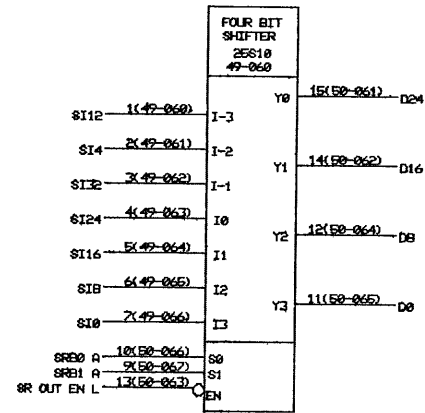 FOUR BIT
SHIFTER
25S10
49-060
Y0 15(50-061) D24
SI12 1(49-060) I-3
SI4 2(49-061) I-2
Y1 14(50-062) D16
SI32 3(49-062) I-1
SI24 4(49-063) I0
Y2 12(50-064) D8
SI16 5(49-064) I1
SI8 6(49-065) I2
Y3 11(50-065) D0
SI0 7(49-066) I3
SRB0 A 10(50-066) S0
SRB1 A 9(50-067) S1
SR OUT EN L 13(50-063) EN